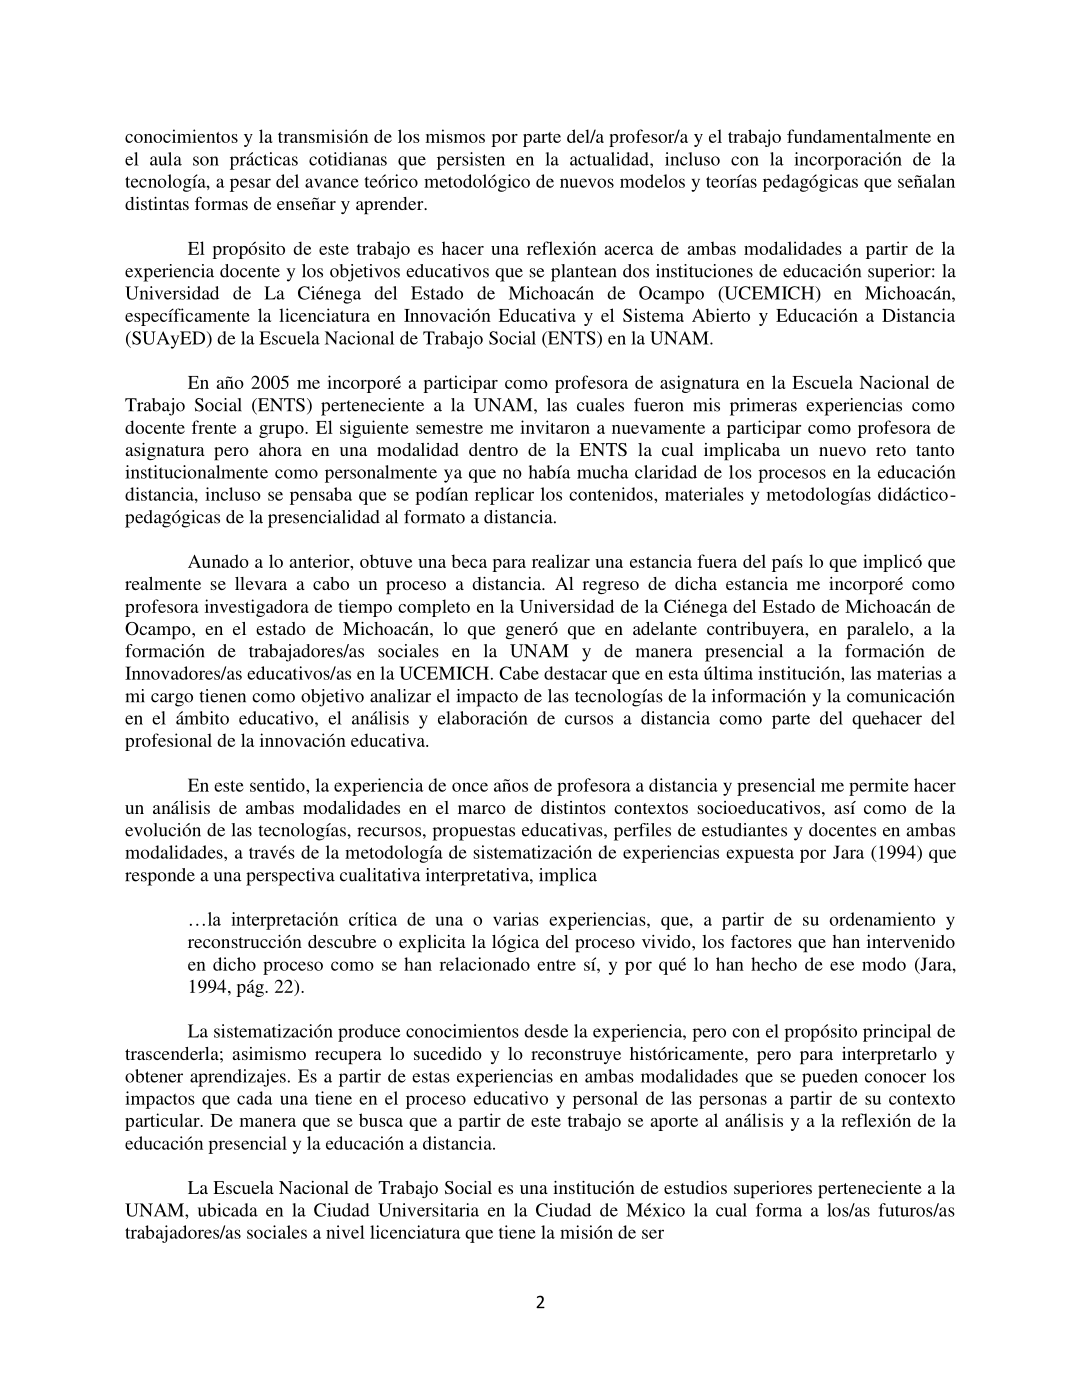 conocimientos y la transmisión de los mismos por parte del/a profesor/a y el trabajo fundamentalmente en
el aula son prácticas cotidianas que persisten en la actualidad, incluso con la incorporación de la
tecnología, a pesar del avance teórico metodológico de nuevos modelos y teorías pedagógicas que señalan
distintas formas de enseñar y aprender.
El propósito de este trabajo es hacer una reflexión acerca de ambas modalidades a partir de la
experiencia docente y los objetivos educativos que se plantean dos instituciones de educación superior: la
Universidad de La Ciénega del Estado de Michoacán de Ocampo (UCEMICH) en Michoacán,
específicamente la licenciatura en Innovación Educativa y el Sistema Abierto y Educación a Distancia
(SUAyED) de la Escuela Nacional de Trabajo Social (ENTS) en la UNAM.
En año 2005 me incorporé a participar como profesora de asignatura en la Escuela Nacional de
Trabajo Social (ENTS) perteneciente a la UNAM, las cuales fueron mis primeras experiencias como
docente frente a grupo. El siguiente semestre me invitaron a nuevamente a participar como profesora de
asignatura pero ahora en una modalidad dentro de la ENTS la cual implicaba un nuevo reto tanto
institucionalmente como personalmente ya que no había mucha claridad de los procesos en la educación
distancia, incluso se pensaba que se podían replicar los contenidos, materiales y metodologías didáctico-
pedagógicas de la presencialidad al formato a distancia.
Aunado a lo anterior, obtuve una beca para realizar una estancia fuera del país lo que implicó que
realmente se llevara a cabo un proceso a distancia. Al regreso de dicha estancia me incorporé como
profesora investigadora de tiempo completo en la Universidad de la Ciénega del Estado de Michoacán de
Ocampo, en el estado de Michoacán, lo que generó que en adelante contribuyera, en paralelo, a la
formación de trabajadores/as sociales en la UNAM y de manera presencial a la formación de
Innovadores/as educativos/as en la UCEMICH. Cabe destacar que en esta última institución, las materias a
mi cargo tienen como objetivo analizar el impacto de las tecnologías de la información y la comunicación
en el ámbito educativo, el análisis y elaboración de cursos a distancia como parte del quehacer del
profesional de la innovación educativa.
En este sentido, la experiencia de once años de profesora a distancia y presencial me permite hacer
un análisis de ambas modalidades en el marco de distintos contextos socioeducativos, así como de la
evolución de las tecnologías, recursos, propuestas educativas, perfiles de estudiantes y docentes en ambas
modalidades, a través de la metodología de sistematización de experiencias expuesta por Jara (1994) que
responde a una perspectiva cualitativa interpretativa, implica
…la interpretación crítica de una o varias experiencias, que, a partir de su ordenamiento y
reconstrucción descubre o explicita la lógica del proceso vivido, los factores que han intervenido
en dicho proceso como se han relacionado entre sí, y por qué lo han hecho de ese modo (Jara,
1994, pág. 22).
La sistematización produce conocimientos desde la experiencia, pero con el propósito principal de
trascenderla; asimismo recupera lo sucedido y lo reconstruye históricamente, pero para interpretarlo y
obtener aprendizajes. Es a partir de estas experiencias en ambas modalidades que se pueden conocer los
impactos que cada una tiene en el proceso educativo y personal de las personas a partir de su contexto
particular. De manera que se busca que a partir de este trabajo se aporte al análisis y a la reflexión de la
educación presencial y la educación a distancia.
La Escuela Nacional de Trabajo Social es una institución de estudios superiores perteneciente a la
UNAM, ubicada en la Ciudad Universitaria en la Ciudad de México la cual forma a los/as futuros/as
trabajadores/as sociales a nivel licenciatura que tiene la misión de ser
2